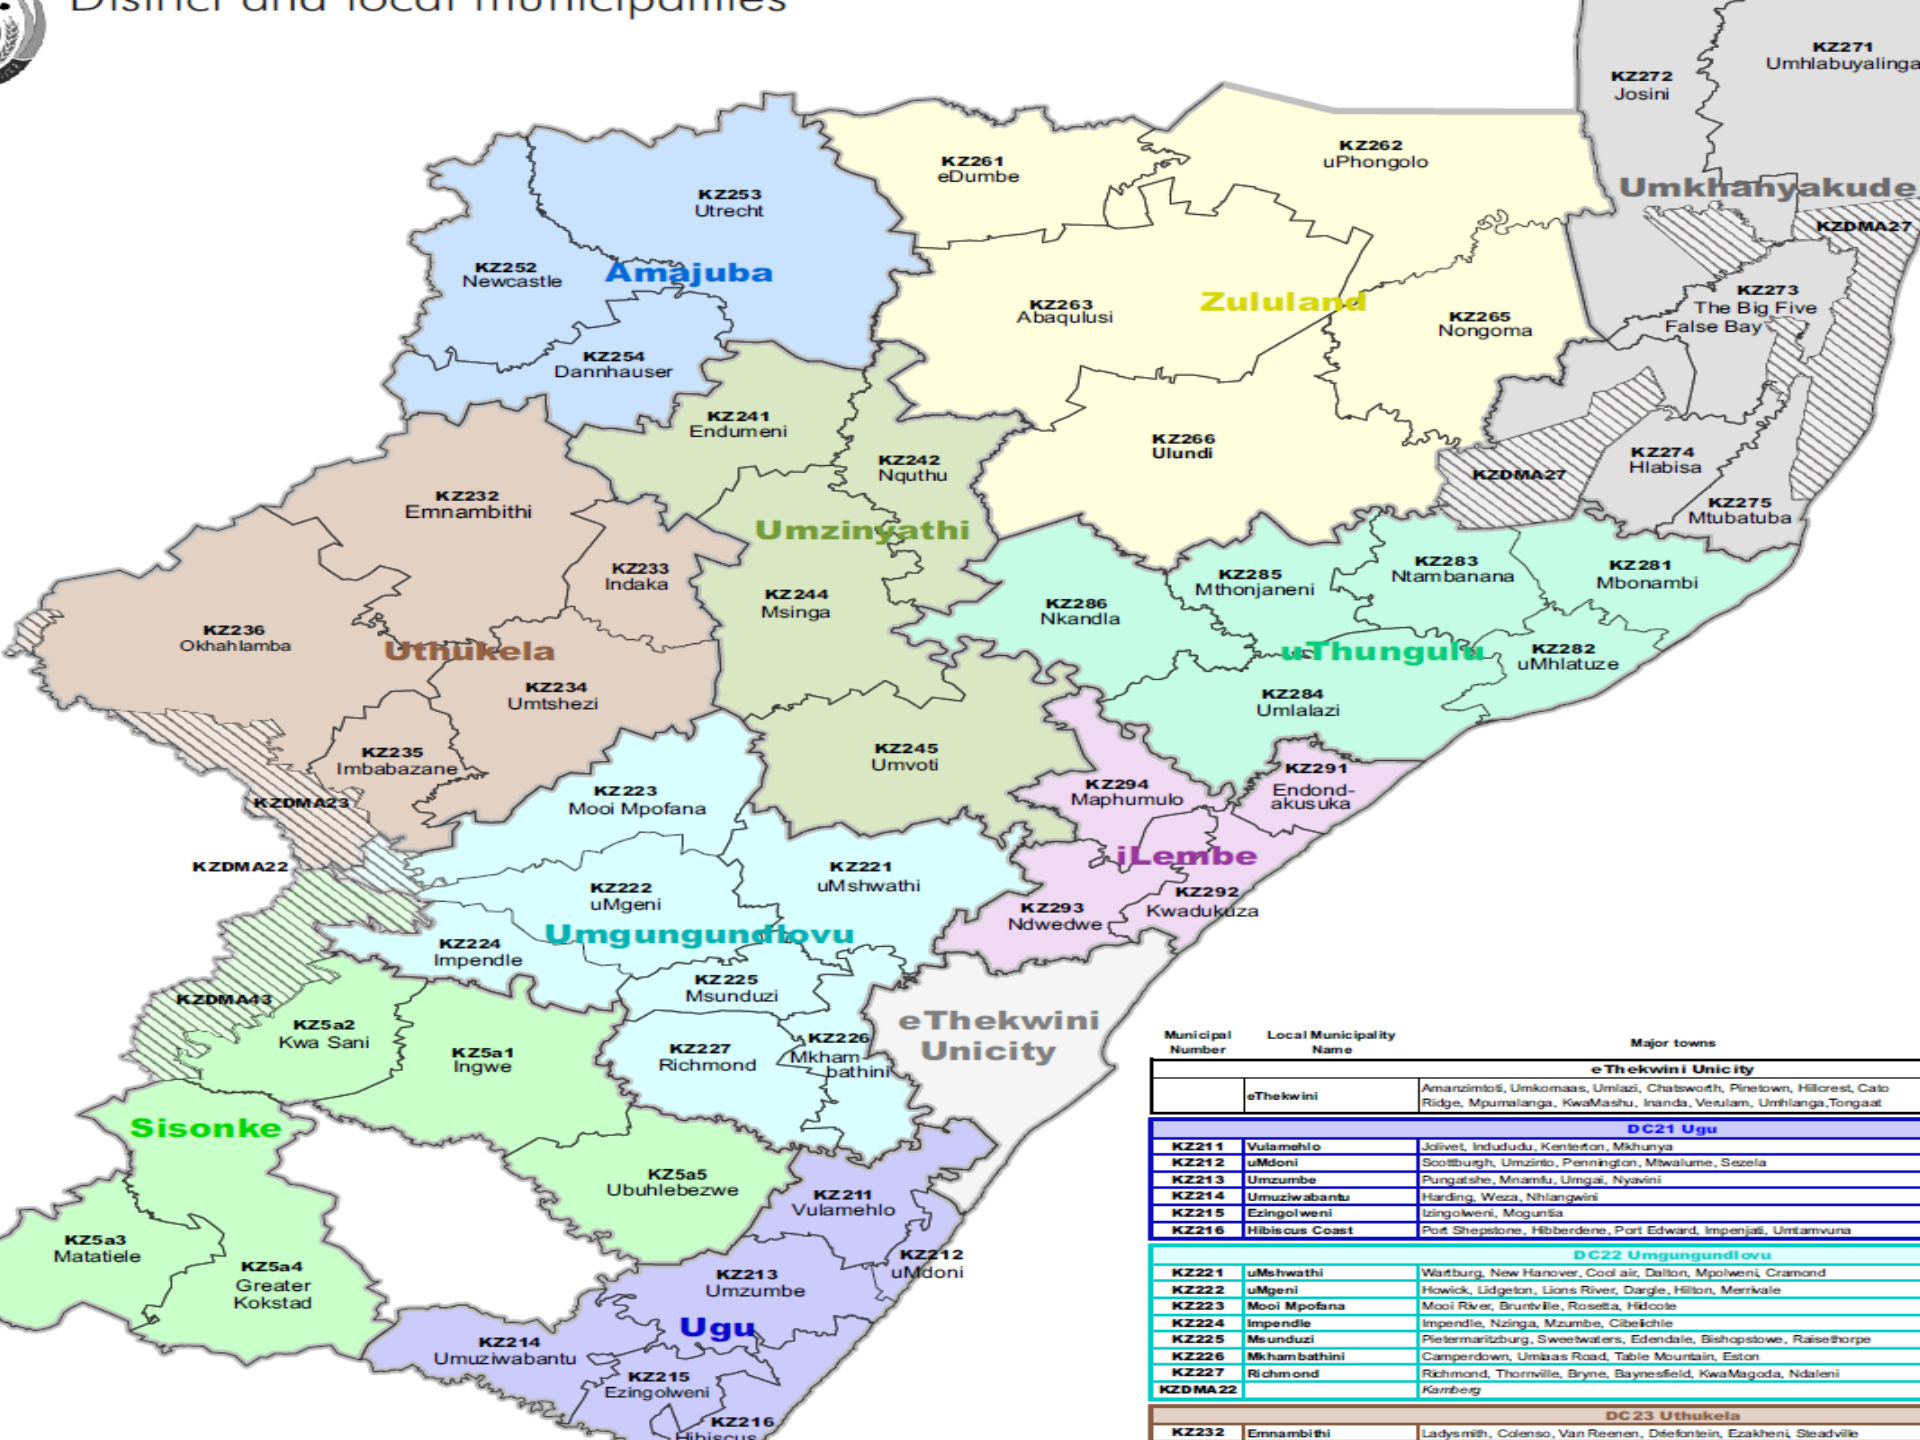 District and local municipalities
KZ271
Umhlabuyalinga
KZ272
Josini
KZ262
uPhongolo
KZ261
eDumbe
KZ253
Utrecht
Umkhanyakude
KZDMA27
KZ252
Newcastle
Amajuba
KZ273
The Big Five
False Bay
Zululand
KZ263
Abaqulusi
KZ265
Nongoma
KZ254
Dannhauser
KZ241
Endumeni
KZ266
Ulundi
KZ242
Nquthu
KZDMA27
KZ274
Hlabisa
KZ275
Mtubatuba
KZ232
Emnambithi
Umzinyathi
KZ233
Indaka
KZ244
Msinga
KZ286
Nkandla
KZ285
Mthonjaneni
KZ283
Ntambanana
KZ281
Mbonambi
KZ236
Okhahlamba
Uthukela
uThungulu
KZ282
uMhlatuze
KZ234
Umtshezi
KZ284
Umlalazi
KZ235
Imbabazane
KZ245
Umvoti
KZ291
Endond-
akusuka
KZ294
Maphumulo
KZ223
Mooi Mpofana
KZDMA23
KZDMA22
iLembe
KZ221
uMshwathi
KZ222
uMgeni
KZ292
Kwadukuza
KZ293
Ndwedwe
Umgungundlovu
KZ224
Impendle
KZ225
Msunduzi
KZDMA43
KZ5a2
Kwa Sani
eThekwini
Unicity
KZ226
Mkham
bathini
KZ227
Richmond
KZ5a1
Ingwe
Sisonke
KZ5a5
Ubuhlebezwe
KZ211
Vulamehlo
KZ5a3
Matatiele
KZ5a4
Greater
Kokstad
KZ212
uMdoni
KZ213
Umzumbe
Ugu
KZ214
Umuziwabantu
KZ215
Ezingolweni
KZ216
Hibiscus
Municipal Number Local Municipality Name Major towns
eThekwini Unicity
eThekwini Amanzimtoti, Umkomaas, Umlazi, Chatsworth, Pinetown, Hillcrest, Cato
Ridge, Mpumalanga, KwaMashu, Inanda, Verulam, Umhlanga,Tongaat
DC21 Ugu
KZ211 Vulamehlo Jolivet, Indududu, Kenterton, Mkhunya
KZ212 uMdoni Scottburgh, Umzinto, Pennington, Mtwalume, Sezela
KZ213 Umzumbe Pungatshe, Mnamfu, Umgai, Nyavini
KZ214 Umuziwabantu Harding, Weza, Nhlangwini
KZ215 Ezingolweni Izingolweni, Moguntia
KZ216 Hibiscus Coast Port Shepstone, Hibberdene, Port Edward, Impenjati, Umtamvuna
DC22 Umgungundlovu
KZ221 uMshwathi Wartburg, New Hanover, Cool air, Dalton, Mpolweni, Cramond
KZ222 uMgeni Howick, Lidgeton, Lions River, Dargle, Hilton, Merrivale
KZ223 Mooi Mpofana Mooi River, Bruntville, Rosetta, Hidcote
KZ224 Impendle Impendle, Nzinga, Mzumbe, Cibelichle
KZ225 Msunduzi Pietermaritzburg, Sweetwaters, Edendale, Bishopstowe, Raisethorpe
KZ226 Mkhambathini Camperdown, Umlaas Road, Table Mountain, Eston
KZ227 Richmond Richmond, Thornville, Bryne, Baynesfield, KwaMagoda, Ndaleni
KZDMA22 Kamberg
DC23 Uthukela
KZ232 Emnambithi Ladysmith, Colenso, Van Reenen, Driefontein, Ezakheni, Steadville